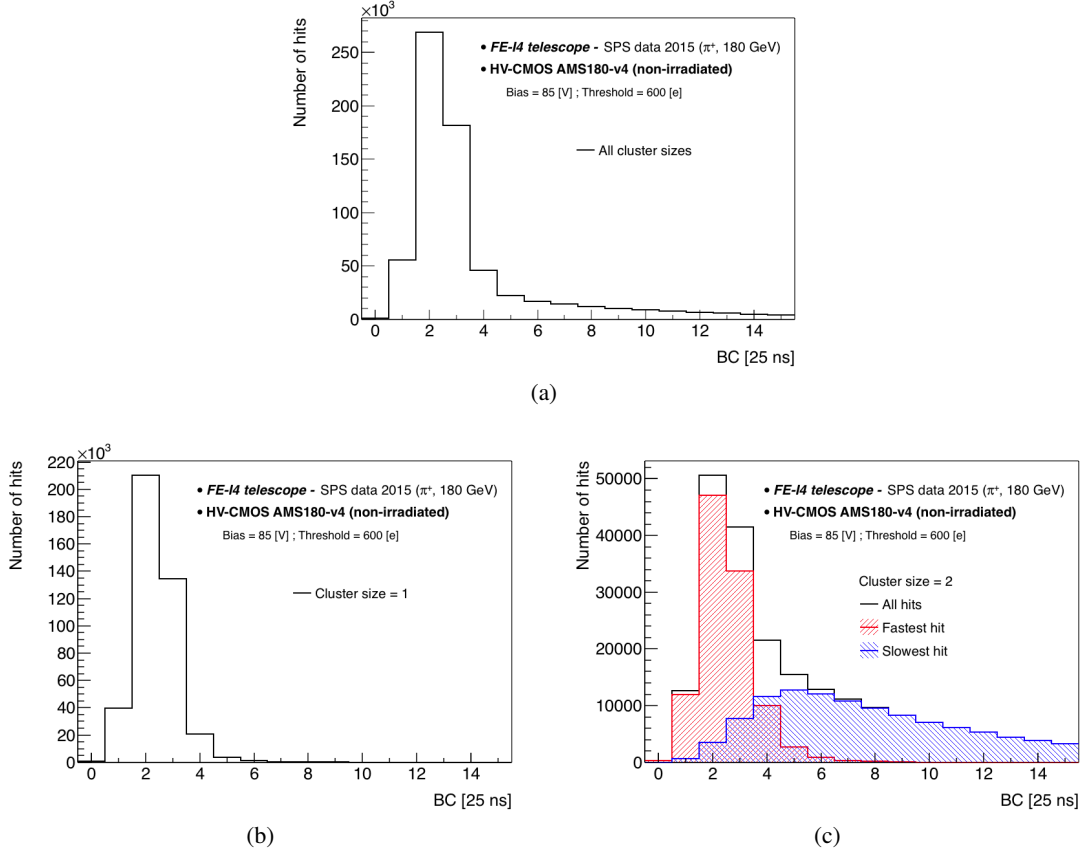 ×10³
Number of hits
250
200
150
100
50
0
• FE-I4 telescope - SPS data 2015 (π⁺, 180 GeV)
• HV-CMOS AMS180-v4 (non-irradiated)
Bias = 85 [V] ; Threshold = 600 [e]
All cluster sizes
0 2 4 6 8 10 12 14
BC [25 ns]
(a)
×10³
Number of hits
220
200
180
160
140
120
100
80
60
40
20
0
• FE-I4 telescope - SPS data 2015 (π⁺, 180 GeV)
• HV-CMOS AMS180-v4 (non-irradiated)
Bias = 85 [V] ; Threshold = 600 [e]
Cluster size = 1
0 2 4 6 8 10 12 14
BC [25 ns]
(b)
Number of hits
50000
40000
30000
20000
10000
0
• FE-I4 telescope - SPS data 2015 (π⁺, 180 GeV)
• HV-CMOS AMS180-v4 (non-irradiated)
Bias = 85 [V] ; Threshold = 600 [e]
Cluster size = 2
All hits
Fastest hit
Slowest hit
0 2 4 6 8 10 12 14
BC [25 ns]
(c)